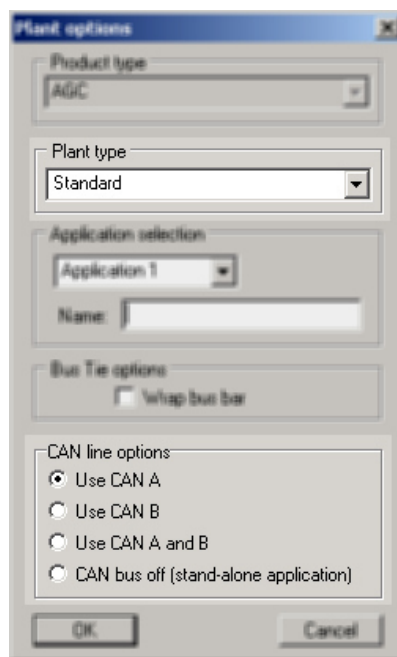 Plant options
Product type
AGC
Plant type
Standard
Application selection
Application 1
Name:
Bus Tie options
Wrap bus bar
CAN line options
Use CAN A
Use CAN B
Use CAN A and B
CAN bus off (stand-alone application)
OK Cancel